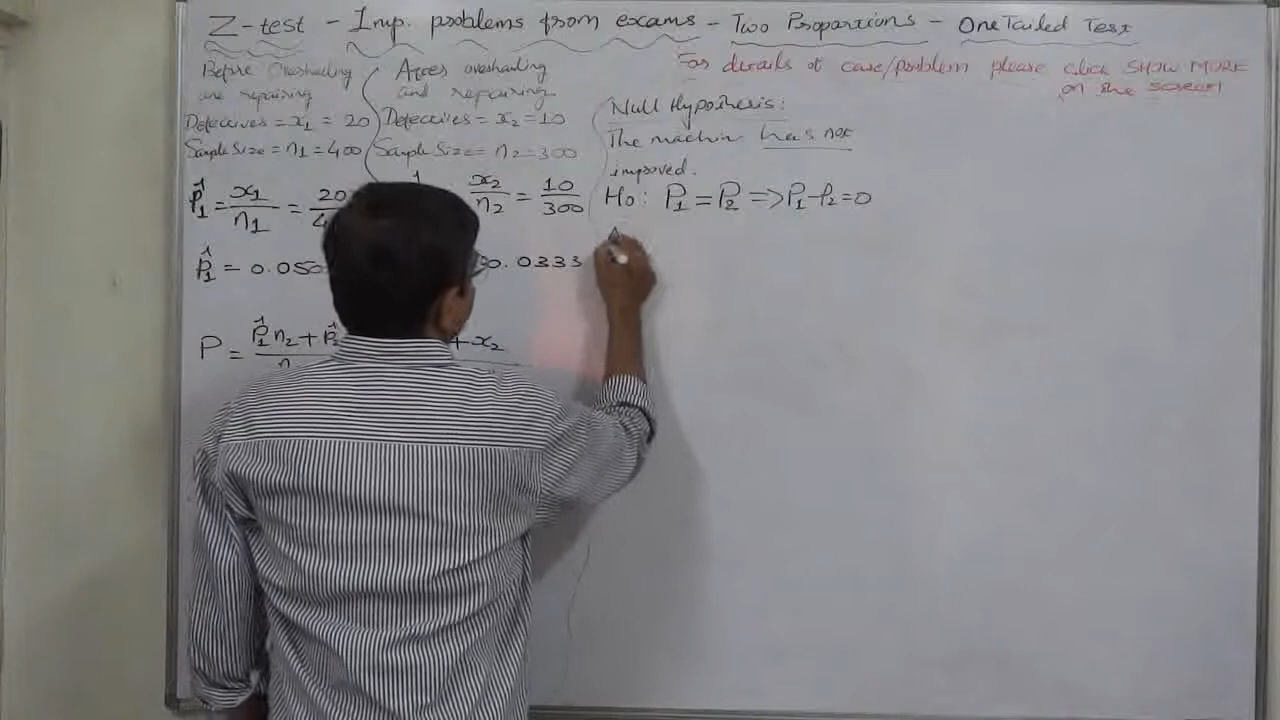 Z-test - Imp. problems from exams - Two Proportions - One Tailed Test
For details of case/problem please click SHOW MORE
on the screen
Before Overhauling
and repairing
Defectives = x₁ = 20
Sample Size = n₁ = 400
P̂₁ = x₁/n₁ = 20/4
P̂₁ = 0.050
After overhauling
and repairing
Defectives = x₂ = 10
Sample Size = n₂ = 300
x₂/n₂ = 10/300
0.0333
P = P̂₁n₂ + P̂₂ + x₂
n
Null Hypothesis:
The machine has not
improved.
H₀: P₁ = P₂ => P₁ - P₂ = 0
A